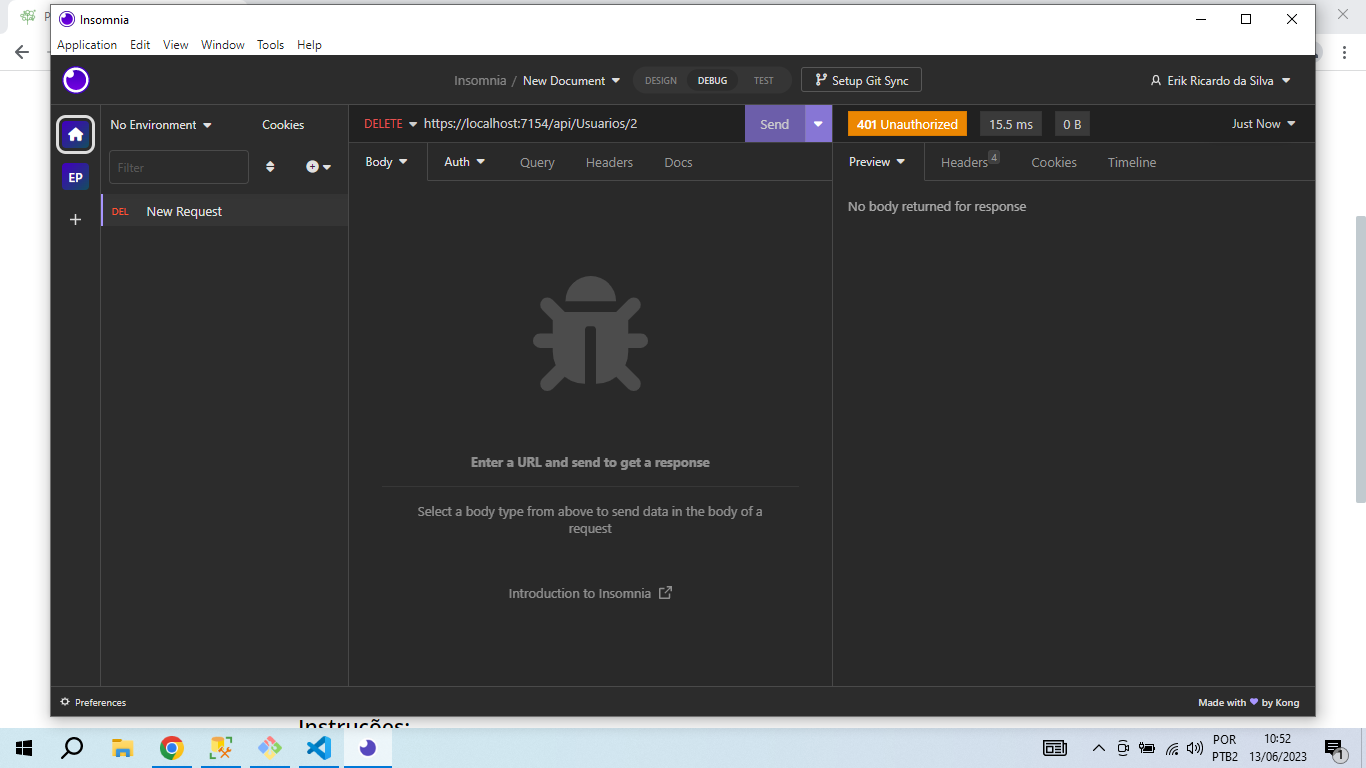 P
Insomnia
Application Edit View Window Tools Help
Insomnia / New Document DESIGN DEBUG TEST Setup Git Sync Erik Ricardo da Silva
No Environment Cookies DELETE https://localhost:7154/api/Usuarios/2 Send 401 Unauthorized 15.5 ms 0 B Just Now
Filter Body Auth Query Headers Docs Preview Headers 4 Cookies Timeline
EP
+
DEL New Request
No body returned for response
Enter a URL and send to get a response
Select a body type from above to send data in the body of a
request
Introduction to Insomnia
Preferences Made with by Kong
Instruções:
POR 10:52
PTB2 13/06/2023 1